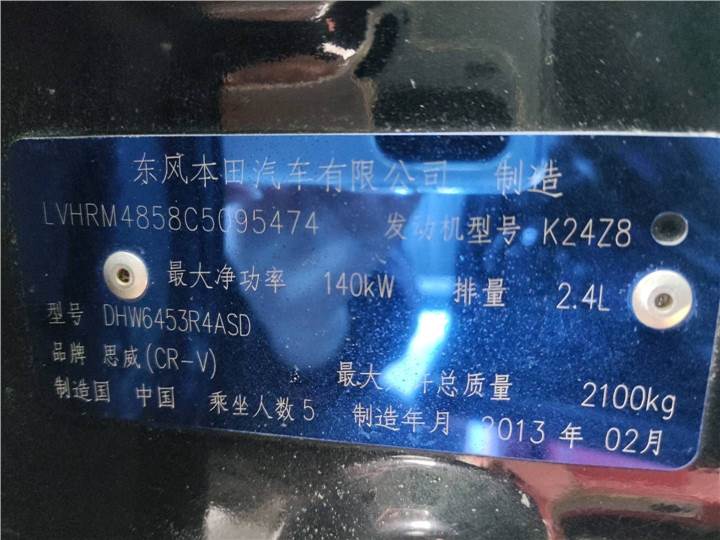 东风本田汽车有限公司 制造
LVHRM4858C5095474 发动机型号 K24Z8
最大净功率 140kW 排量 2.4L
型号 DHW6453R4ASD
品牌 思威(CR-V) 最大 许总质量 2100kg
制造国 中国 乘坐人数 5 制造年月 2013 年 02月